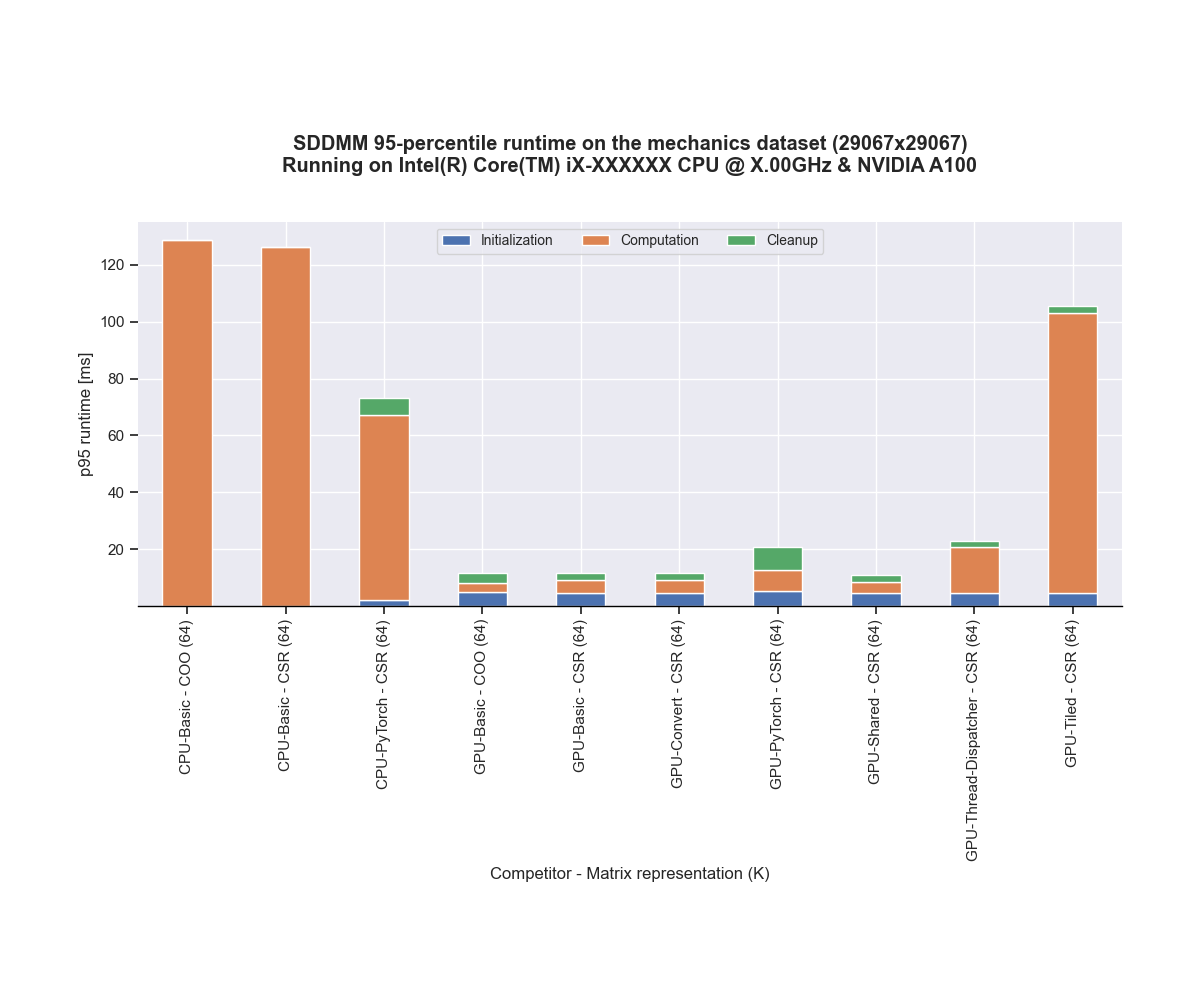 SDDMM 95-percentile runtime on the mechanics dataset (29067x29067)
Running on Intel(R) Core(TM) iX-XXXXXX CPU @ X.00GHz & NVIDIA A100
Initialization
Computation
Cleanup
120
100
80
60
40
20
p95 runtime [ms]
CPU-Basic - COO (64)
CPU-Basic - CSR (64)
CPU-PyTorch - CSR (64)
GPU-Basic - COO (64)
GPU-Basic - CSR (64)
GPU-Convert - CSR (64)
GPU-PyTorch - CSR (64)
GPU-Shared - CSR (64)
GPU-Thread-Dispatcher - CSR (64)
GPU-Tiled - CSR (64)
Competitor - Matrix representation (K)